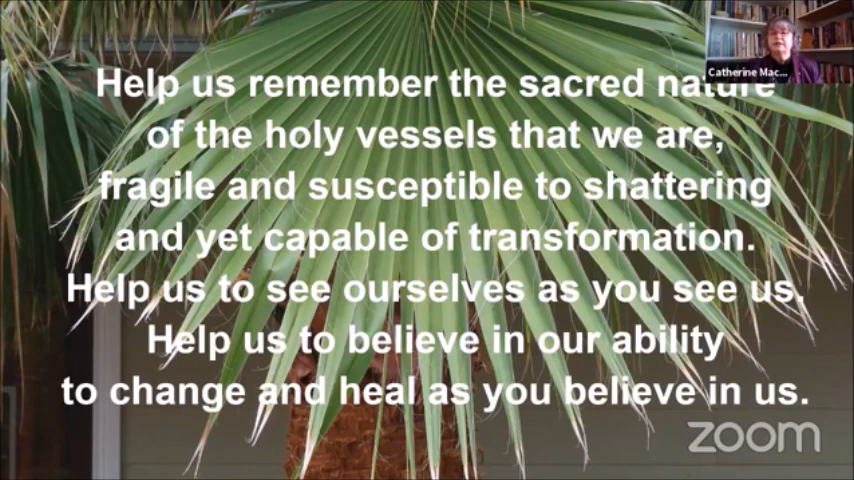 Help us remember the sacred nature
of the holy vessels that we are,
fragile and susceptible to shattering
and yet capable of transformation.
Help us to see ourselves as you see us.
Help us to believe in our ability
to change and heal as you believe in us.
Catherine Mac...
zoom